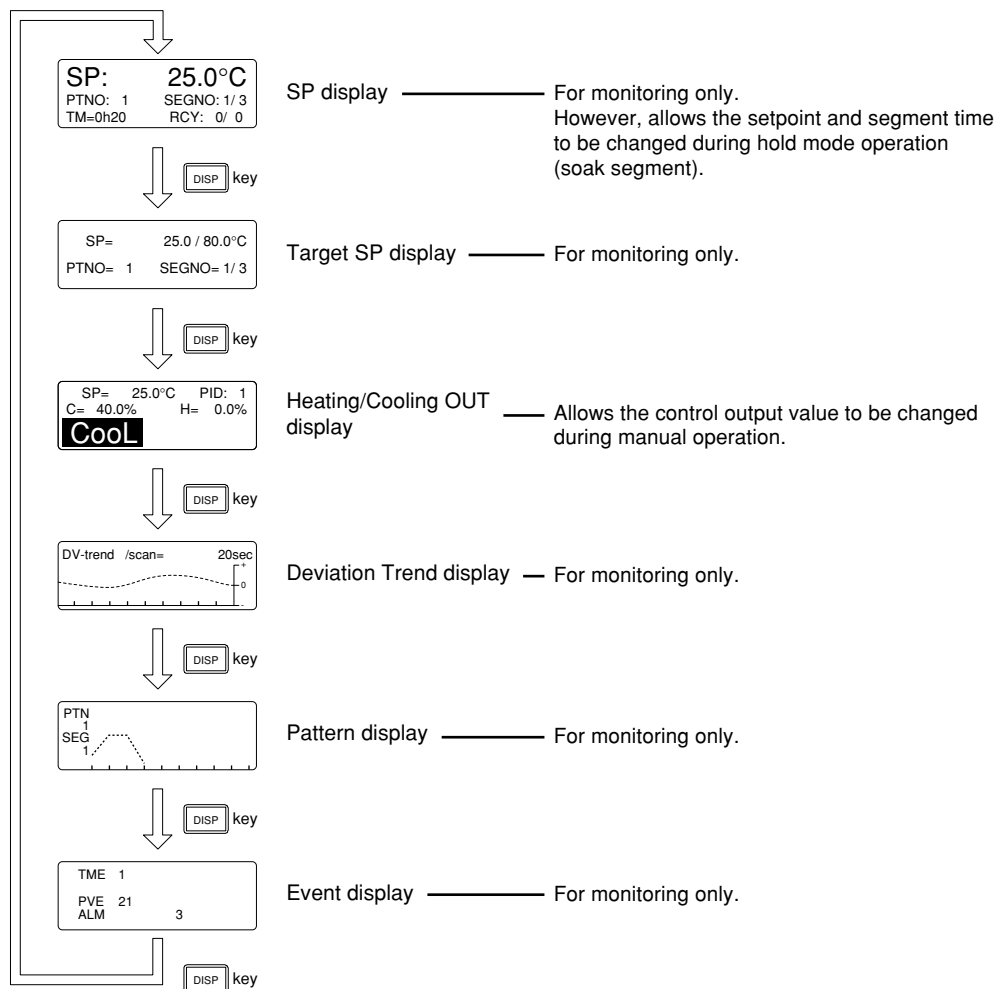 SP: 25.0°C
PTNO: 1 SEGNO: 1/ 3
TM=0h20 RCY: 0/ 0
SP display
For monitoring only.
However, allows the setpoint and segment time
to be changed during hold mode operation
(soak segment).
DISP key
SP= 25.0 / 80.0°C
PTNO= 1 SEGNO= 1/ 3
Target SP display
For monitoring only.
DISP key
SP= 25.0°C PID: 1
C= 40.0% H= 0.0%
CooL
Heating/Cooling OUT
display
Allows the control output value to be changed
during manual operation.
DISP key
DV-trend /scan= 20sec
+
0
-
Deviation Trend display
For monitoring only.
DISP key
PTN
1
SEG
1
Pattern display
For monitoring only.
DISP key
TME 1
PVE 21
ALM 3
Event display
For monitoring only.
DISP key